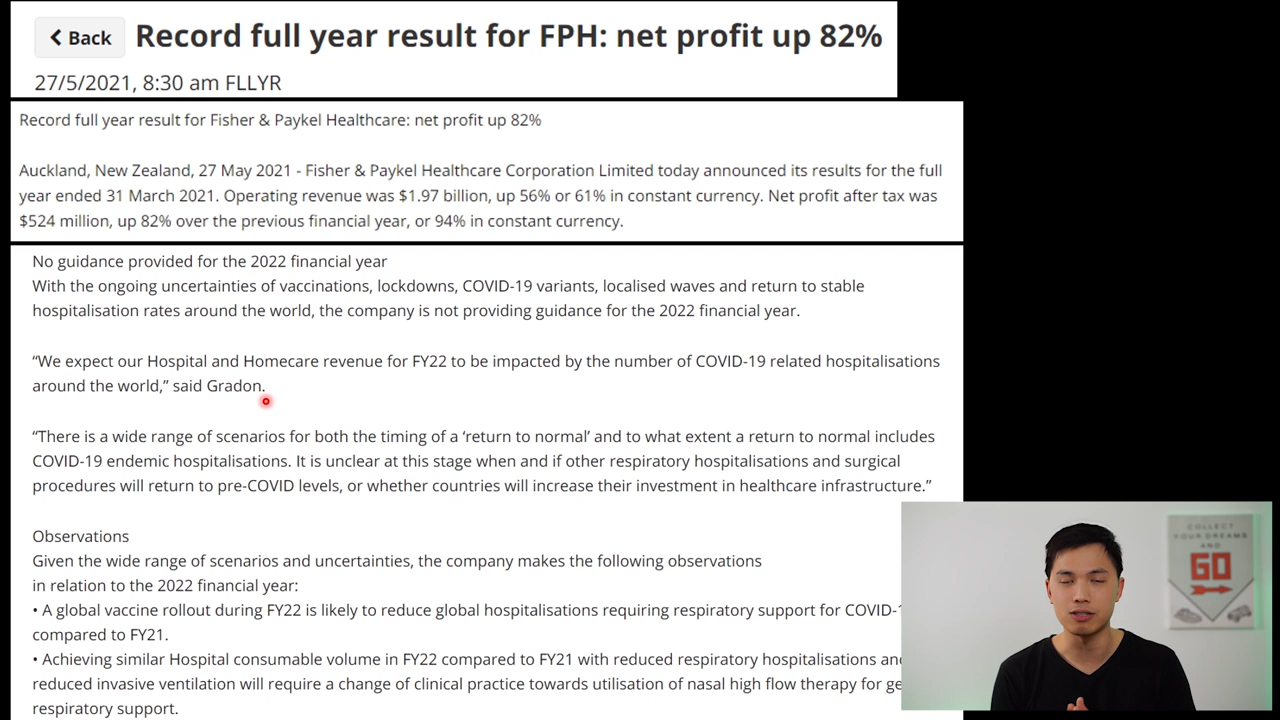 Back
Record full year result for FPH: net profit up 82%
27/5/2021, 8:30 am FLLYR
Record full year result for Fisher & Paykel Healthcare: net profit up 82%
Auckland, New Zealand, 27 May 2021 - Fisher & Paykel Healthcare Corporation Limited today announced its results for the full
year ended 31 March 2021. Operating revenue was $1.97 billion, up 56% or 61% in constant currency. Net profit after tax was
$524 million, up 82% over the previous financial year, or 94% in constant currency.
No guidance provided for the 2022 financial year
With the ongoing uncertainties of vaccinations, lockdowns, COVID-19 variants, localised waves and return to stable
hospitalisation rates around the world, the company is not providing guidance for the 2022 financial year.
“We expect our Hospital and Homecare revenue for FY22 to be impacted by the number of COVID-19 related hospitalisations
around the world,” said Gradon.
“There is a wide range of scenarios for both the timing of a ‘return to normal’ and to what extent a return to normal includes
COVID-19 endemic hospitalisations. It is unclear at this stage when and if other respiratory hospitalisations and surgical
procedures will return to pre-COVID levels, or whether countries will increase their investment in healthcare infrastructure.”
Observations
Given the wide range of scenarios and uncertainties, the company makes the following observations
in relation to the 2022 financial year:
• A global vaccine rollout during FY22 is likely to reduce global hospitalisations requiring respiratory support for
compared to FY21.
• Achieving similar Hospital consumable volume in FY22 compared to FY21 with reduced respiratory hospitalisations
reduced invasive ventilation will require a change of clinical practice towards utilisation of nasal high flow therapy for
respiratory support.
COLLECT
YOUR DREAMS
AND
GO